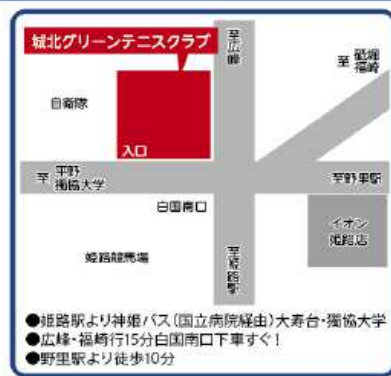 城北グリーンテニスクラブ
至広峰
至 砥堀
福崎
自衛隊
入口
至 平野
獨協大学
至野里駅
白国南口
イオン
姫路店
姫路競馬場
至姫路駅
●姫路駅より神姫バス(国立病院経由)大寿台・獨協大学
●広峰・福崎行15分白国南口下車すぐ!
●野里駅より徒歩10分